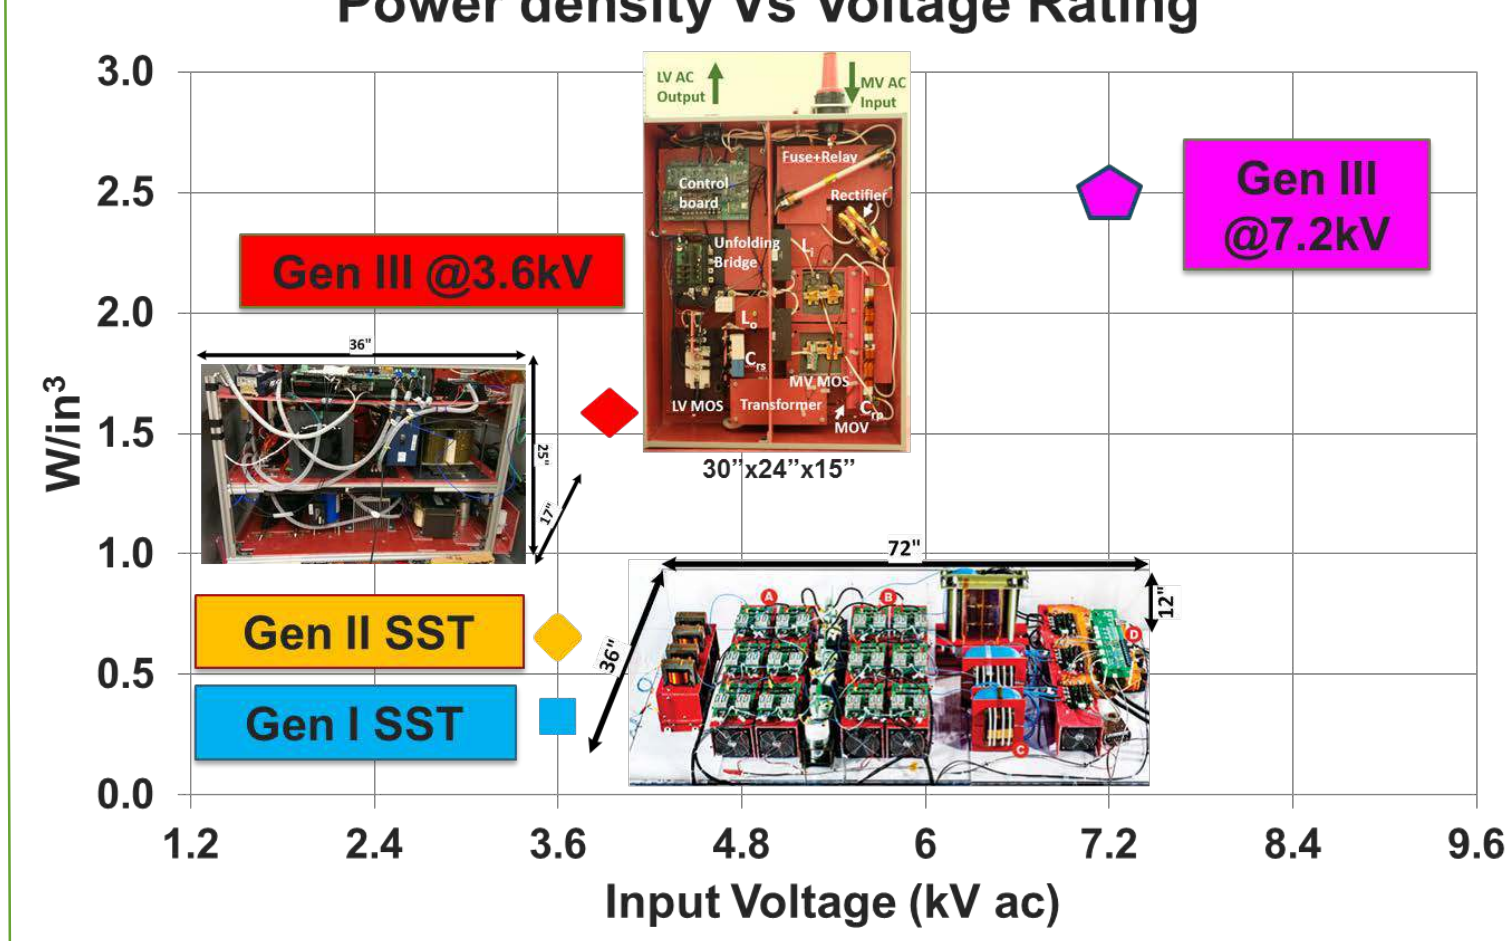 Power density Vs Voltage Rating
3.0
2.5
2.0
1.5
1.0
0.5
0.0
W/in³
1.2 2.4 3.6 4.8 6 7.2 8.4 9.6
Input Voltage (kV ac)
Gen III @3.6kV
Gen III
@7.2kV
Gen II SST
Gen I SST
36"
25"
17"
LV AC
Output
MV AC
Input
Fuse+Relay
Control
board
Rectifier
Unfolding
Bridge
Lᵢ
Lₒ
Cᵣₛ
MV MOS
LV MOS
Transformer
Cᵣₚ
MOV
30”x24”x15”
72"
12"
36"
A
B
C
D